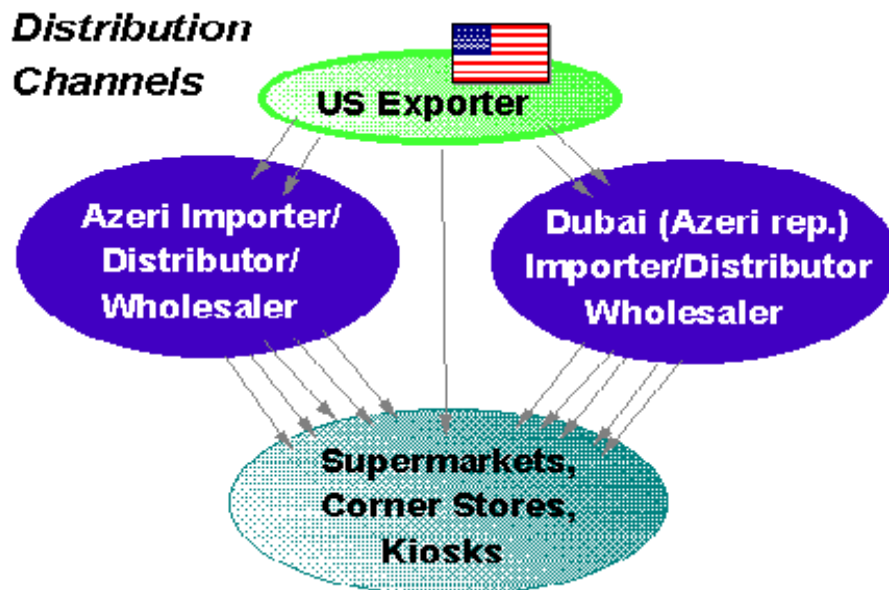 Distribution
Channels
US Exporter
Azeri Importer/
Distributor/
Wholesaler
Dubai (Azeri rep.)
Importer/Distributor
Wholesaler
Supermarkets,
Corner Stores,
Kiosks